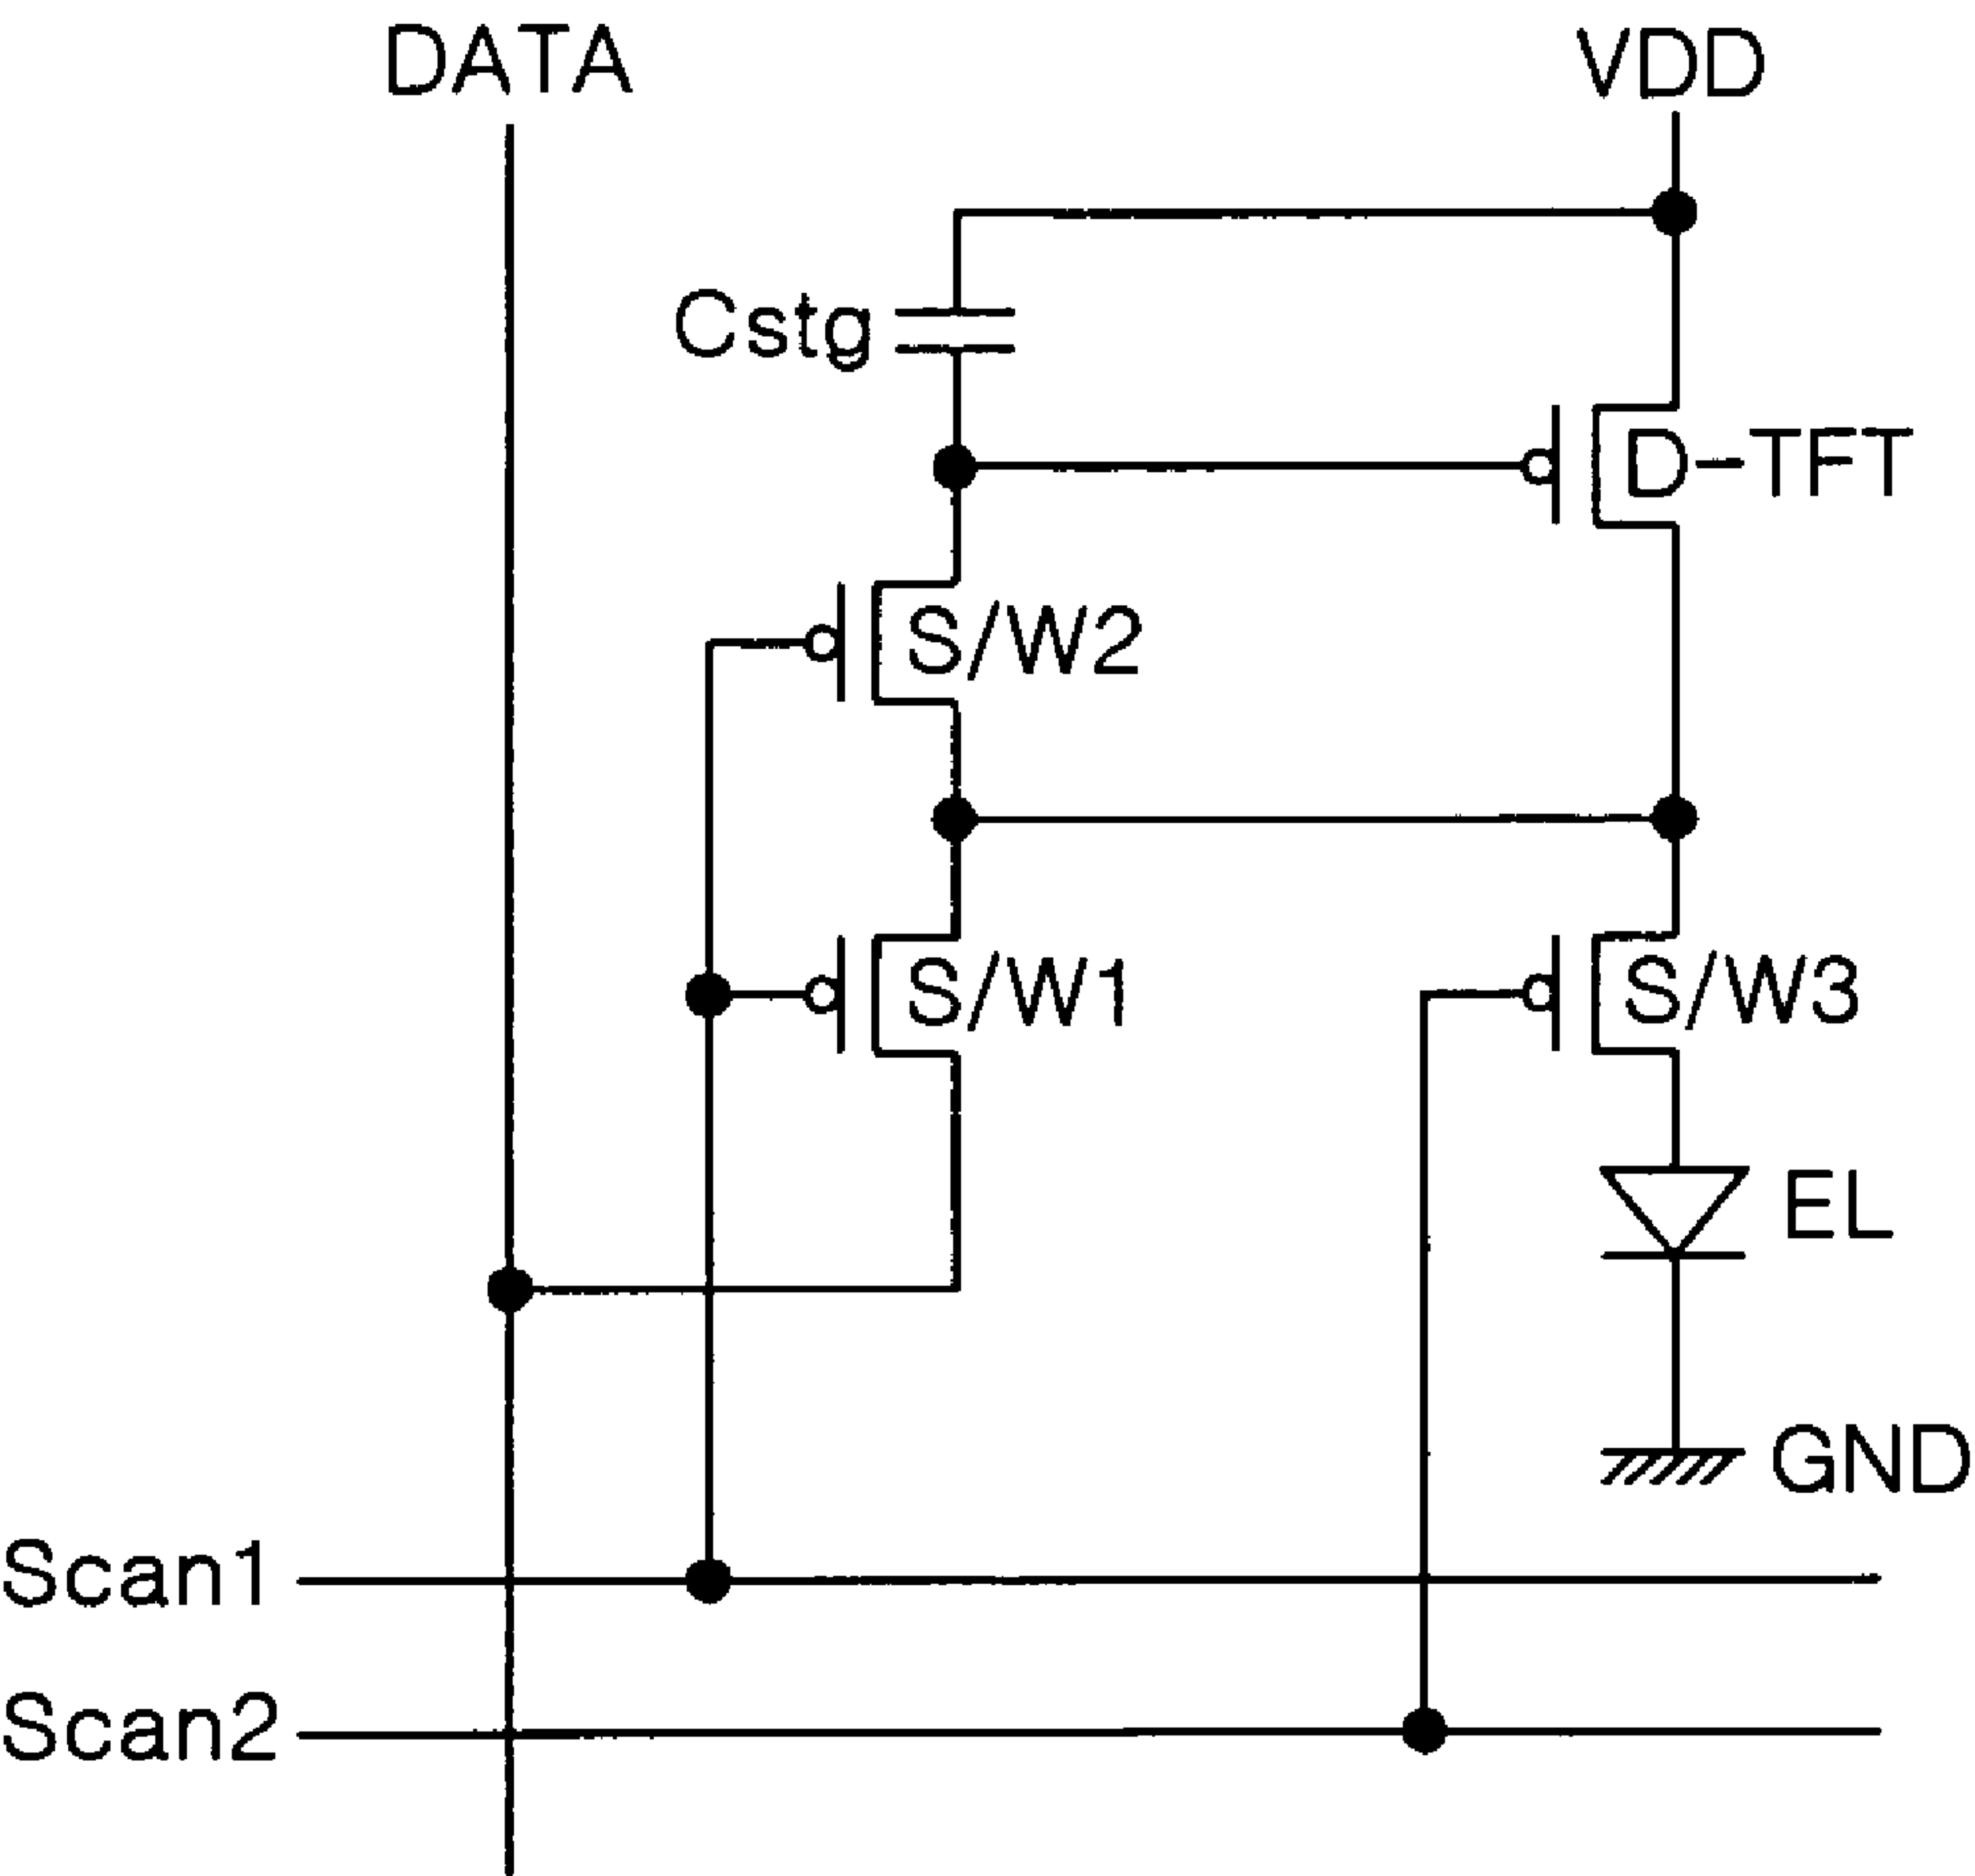 DATA
VDD
Cstg
D-TFT
S/W2
S/W1
S/W3
EL
GND
Scan1
Scan2